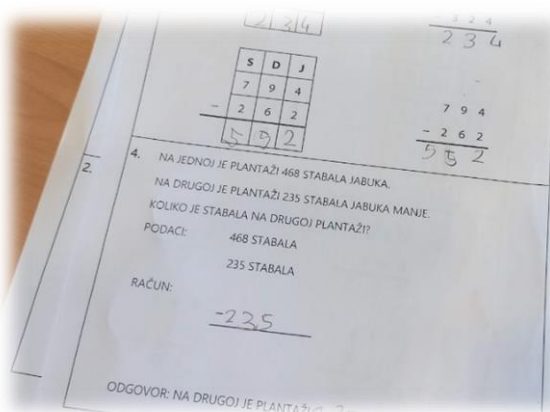 2 3 4
- 3 2 4
2 3 4
S D J
7 9 4
- 2 6 2
5 9 2
7 9 4
- 2 6 2
5 5 2
2.
4.
NA JEDNOJ JE PLANTAŽI 468 STABALA JABUKA.
NA DRUGOJ JE PLANTAŽI 235 STABALA JABUKA MANJE.
KOLIKO JE STABALA NA DRUGOJ PLANTAŽI?
PODACI: 468 STABALA
235 STABALA
RAČUN:
-235
ODGOVOR: NA DRUGOJ JE PLANTAŽI